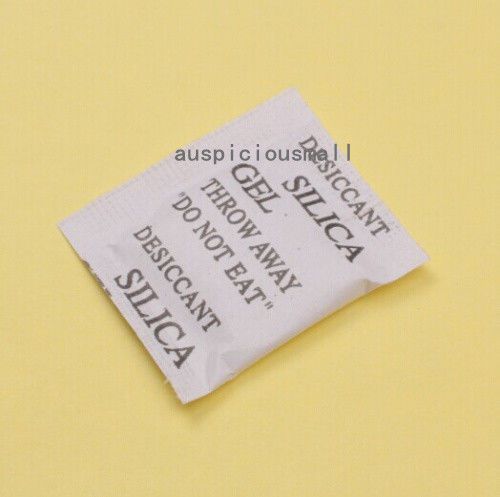 auspiciousmall
DESICCANT
SILICA
GEL
THROW AWAY
"DO NOT EAT"
DESICCANT
SILICA